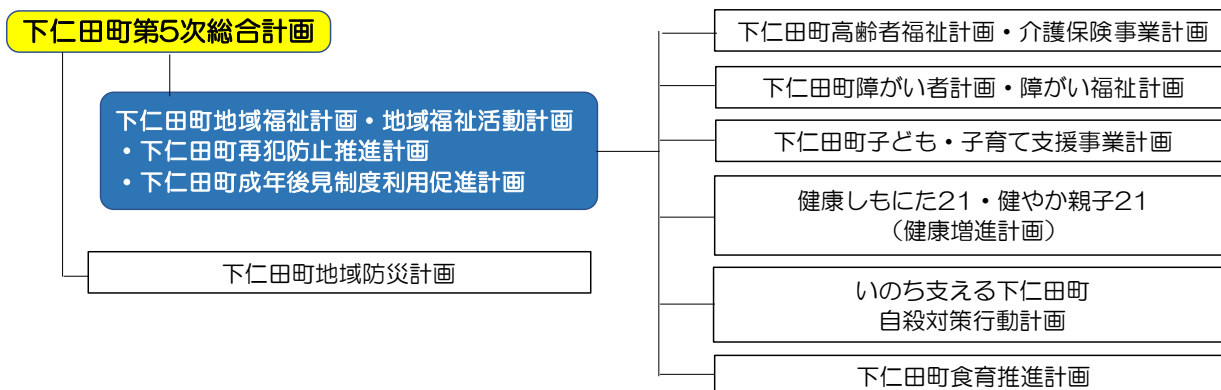 下仁田町第5次総合計画
下仁田町地域福祉計画・地域福祉活動計画
・下仁田町再犯防止推進計画
・下仁田町成年後見制度利用促進計画
下仁田町地域防災計画
下仁田町高齢者福祉計画・介護保険事業計画
下仁田町障がい者計画・障がい福祉計画
下仁田町子ども・子育て支援事業計画
健康しもにた21・健やか親子21
（健康増進計画）
いのち支える下仁田町
自殺対策行動計画
下仁田町食育推進計画